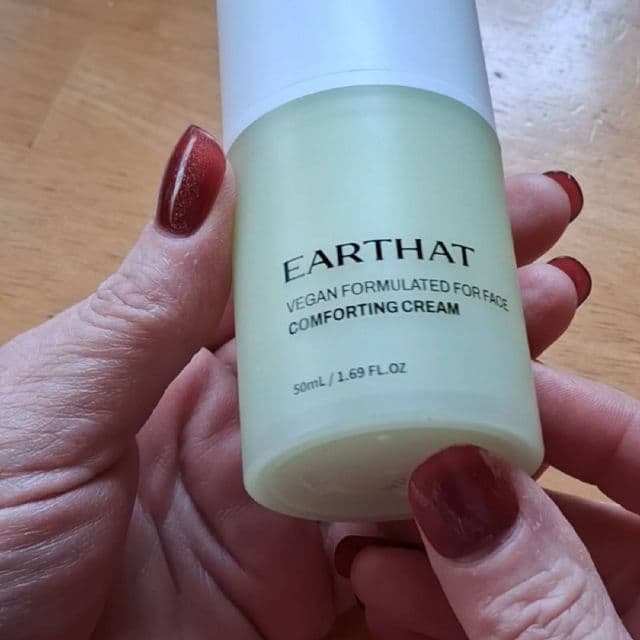 EARTHAT
VEGAN FORMULATED FOR FACE
COMFORTING CREAM
50mL / 1.69 FL.OZ